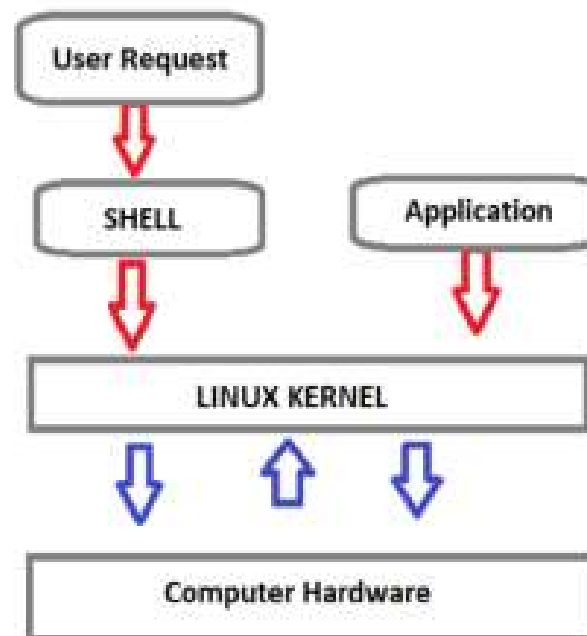 User Request
SHELL
Application
LINUX KERNEL
Computer Hardware